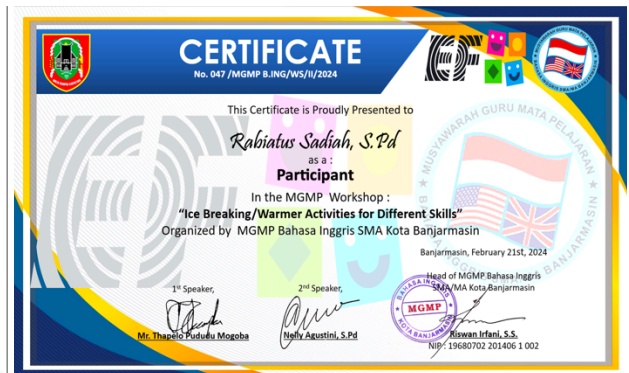 CERTIFICATE
No. 047 /MGMP B.ING/WS/II/2024
EF
This Certificate is Proudly Presented to
Rabiatus Sadiah, S.Pd
as a :
Participant
In the MGMP Workshop :
“Ice Breaking/Warmer Activities for Different Skills”
Organized by MGMP Bahasa Inggris SMA Kota Banjarmasin
Banjarmasin, February 21st, 2024
Head of MGMP Bahasa Inggris
SMA/MA Kota Banjarmasin
1st Speaker,
2nd Speaker,
Mr. Thapelo Pududu Mogoba
Nelly Agustini, S.Pd
BAHASA INGGRIS
MGMP
KOTA BANJARMASIN
Riswan Irfani, S.S.
NIP : 19680702 201406 1 002
EF
MUSYAWARAH GURU MATA PELAJARAN